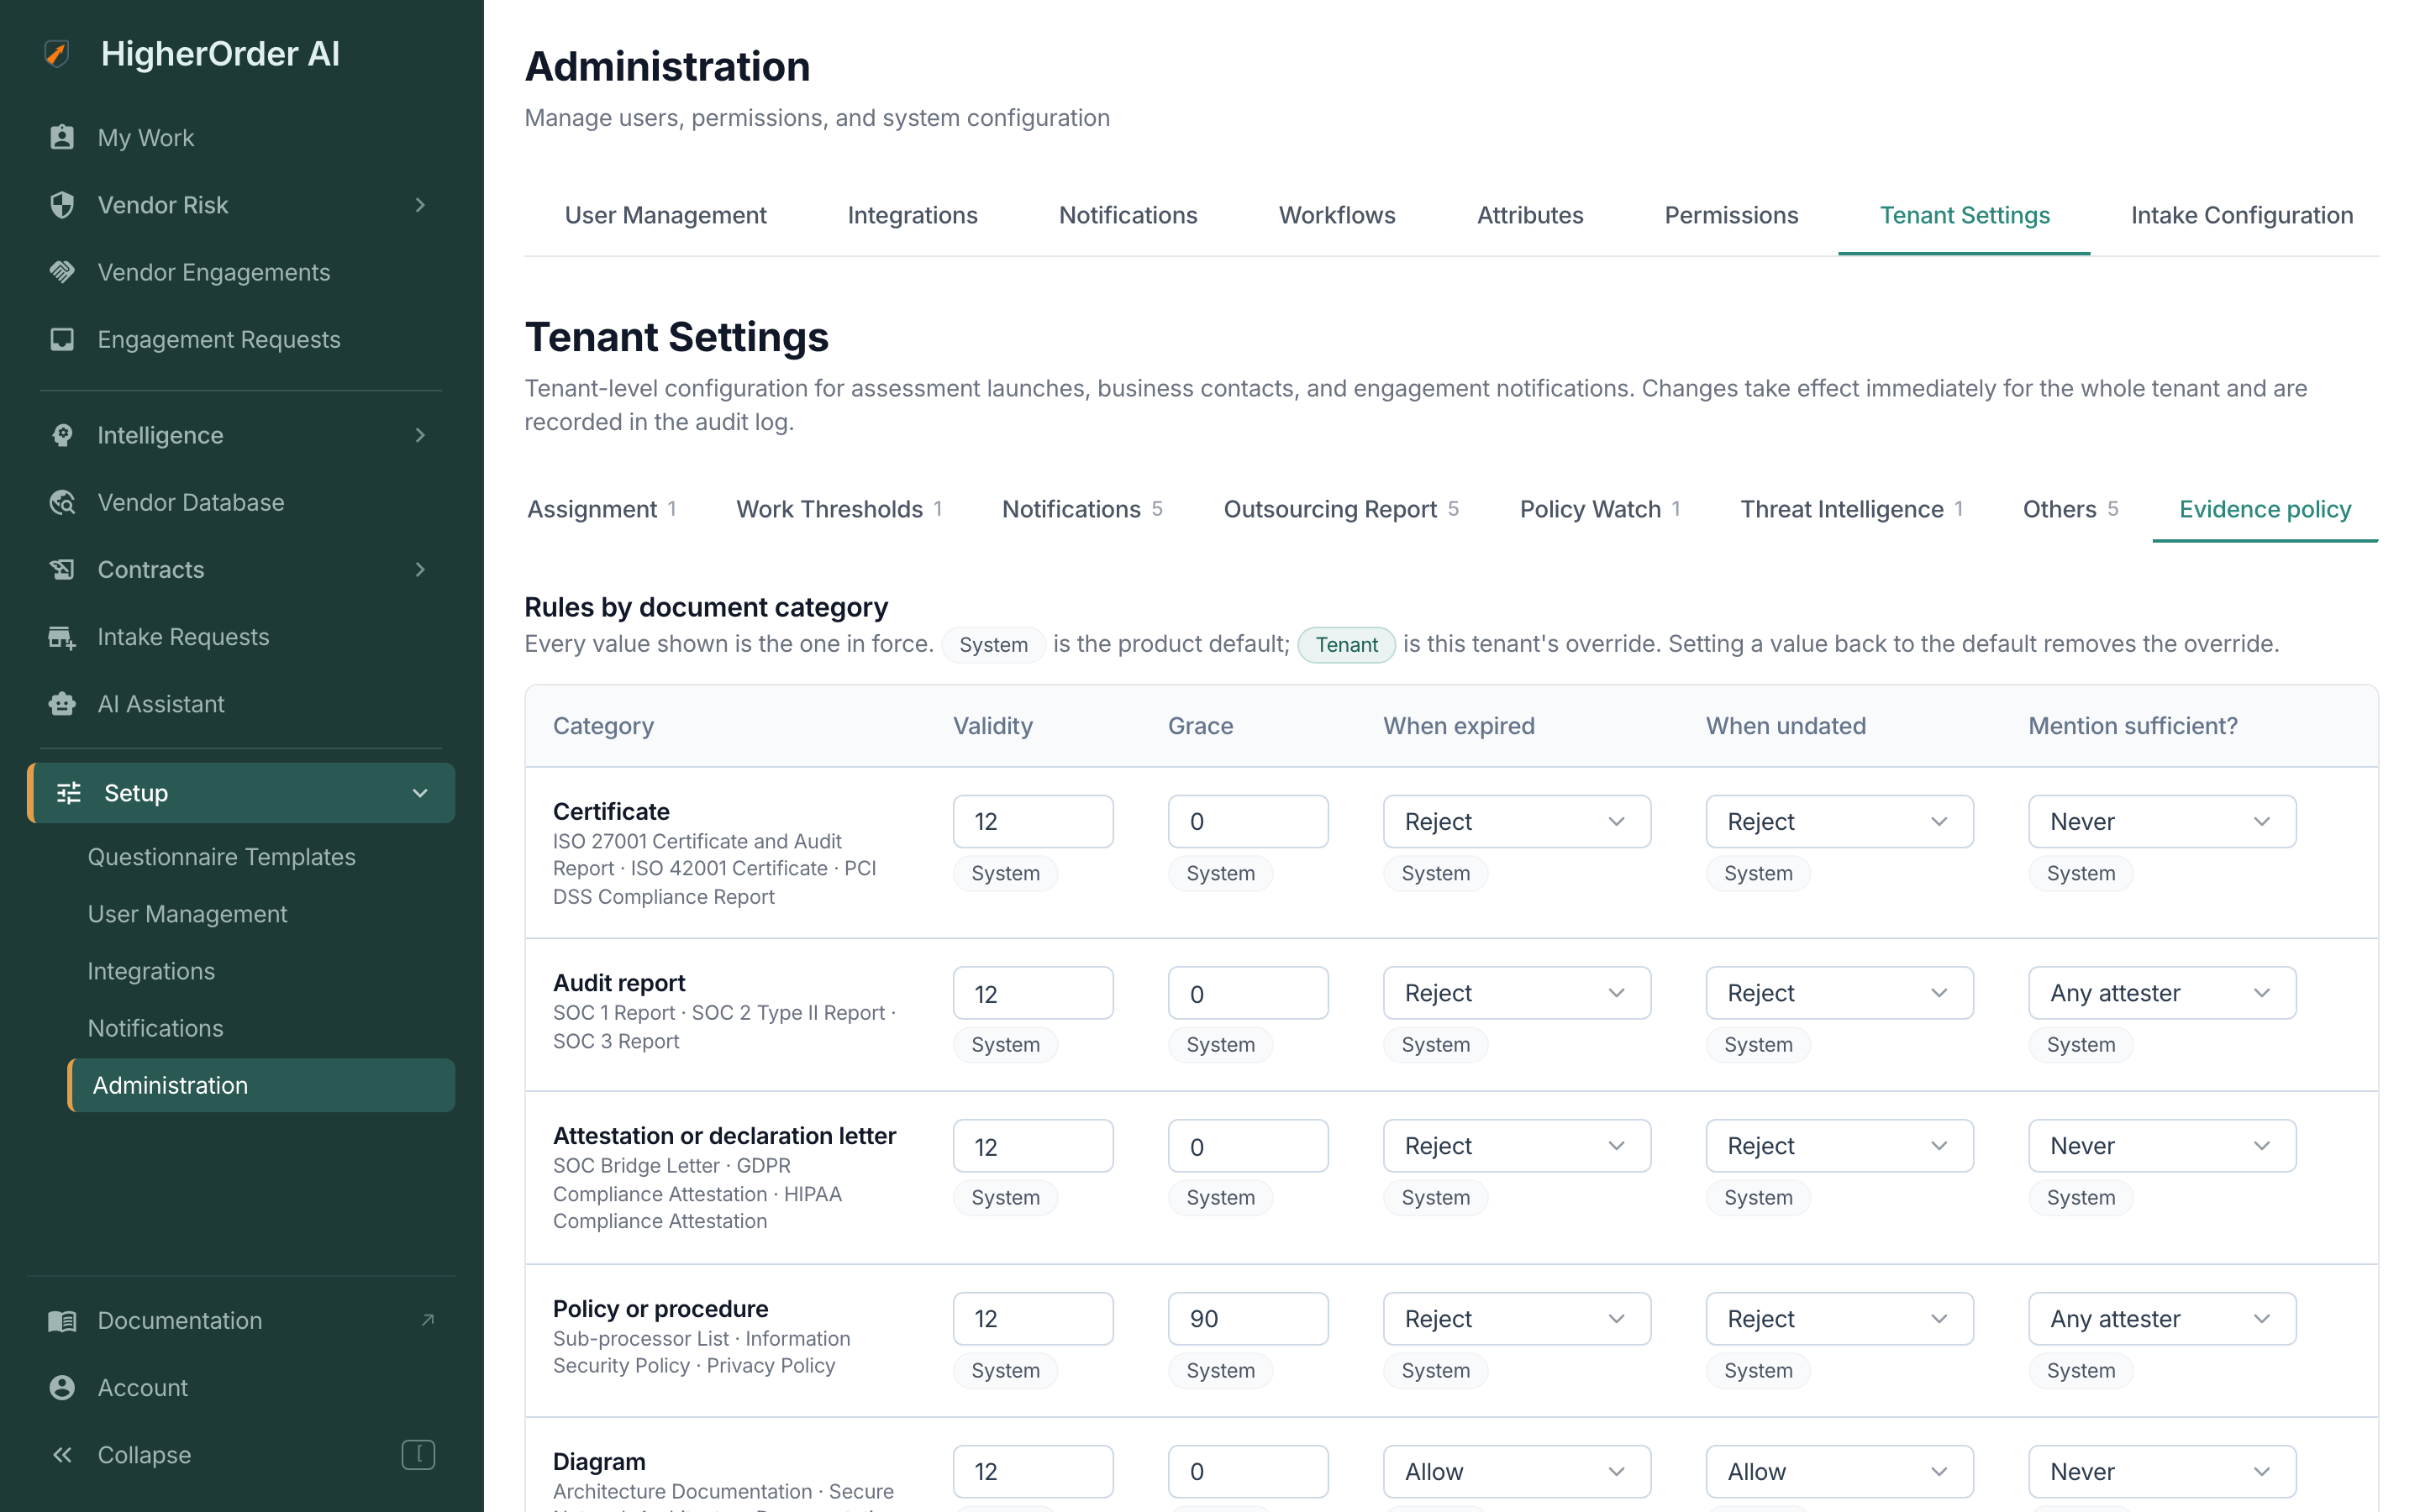 HigherOrder AI
My Work
Vendor Risk
Vendor Engagements
Engagement Requests
Intelligence
Vendor Database
Contracts
Intake Requests
AI Assistant
Setup
Questionnaire Templates
User Management
Integrations
Notifications
Administration
Documentation
Account
Collapse [
Administration
Manage users, permissions, and system configuration
User Management Integrations Notifications Workflows Attributes Permissions Tenant Settings Intake Configuration
Tenant Settings
Tenant-level configuration for assessment launches, business contacts, and engagement notifications. Changes take effect immediately for the whole tenant and are
recorded in the audit log.
Assignment 1 Work Thresholds 1 Notifications 5 Outsourcing Report 5 Policy Watch 1 Threat Intelligence 1 Others 5 Evidence policy
Rules by document category
Every value shown is the one in force. System is the product default; Tenant is this tenant's override. Setting a value back to the default removes the override.
Category Validity Grace When expired When undated Mention sufficient?
Certificate
ISO 27001 Certificate and Audit
Report · ISO 42001 Certificate · PCI
DSS Compliance Report
12 0 Reject Reject Never
System System System System System
Audit report
SOC 1 Report · SOC 2 Type II Report ·
SOC 3 Report
12 0 Reject Reject Any attester
System System System System System
Attestation or declaration letter
SOC Bridge Letter · GDPR
Compliance Attestation · HIPAA
Compliance Attestation
12 0 Reject Reject Never
System System System System System
Policy or procedure
Sub-processor List · Information
Security Policy · Privacy Policy
12 90 Reject Reject Any attester
System System System System System
Diagram
Architecture Documentation · Secure
12 0 Allow Allow Never